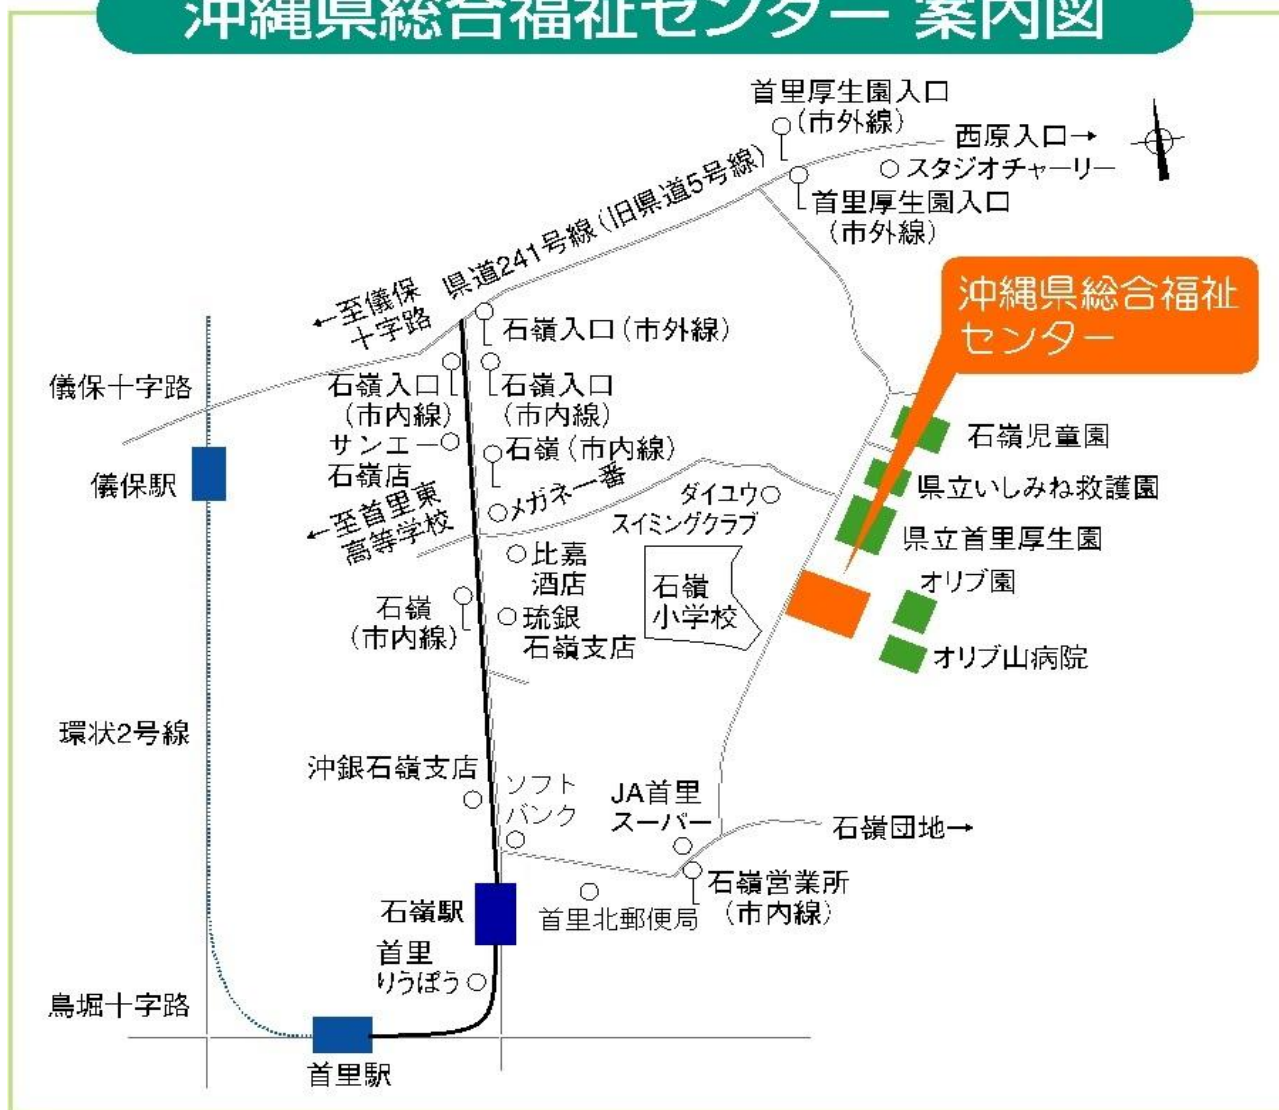 沖縄県総合福祉センター 案内図
首里厚生園入口
(市外線)
西原入口→
スタジオチャーリー
首里厚生園入口
(市外線)
県道241号線(旧県道5号線)
←至儀保
十字路
沖縄県総合福祉
センター
石嶺入口(市外線)
儀保十字路
石嶺入口
(市内線)
石嶺入口
(市内線)
サンエー
石嶺店
石嶺(市内線)
石嶺児童園
儀保駅
メガネ一番
ダイユウ
スイミングクラブ
県立いしみね救護園
←至首里東
高等学校
県立首里厚生園
比嘉
酒店
石嶺
小学校
オリブ園
石嶺
(市内線)
琉銀
石嶺支店
オリブ山病院
環状2号線
沖銀石嶺支店
ソフト
バンク
JA首里
スーパー
石嶺団地→
石嶺駅
首里北郵便局
石嶺営業所
(市内線)
首里
りうぼう
鳥堀十字路
首里駅